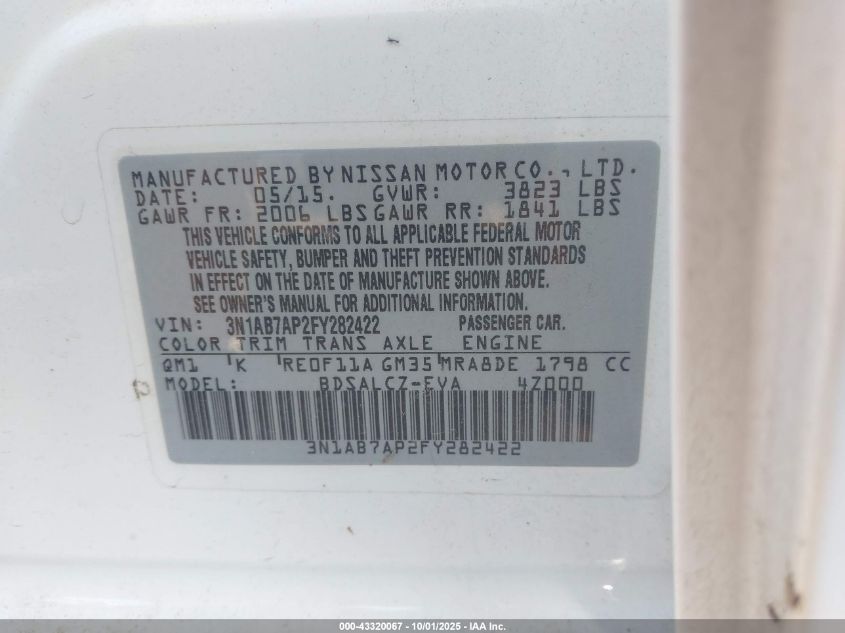 MANUFACTURED BY NISSAN MOTOR CO., LTD.
DATE: 05/15. GVWR: 3823 LBS
GAWR FR: 2006 LBS GAWR RR: 1841 LBS
THIS VEHICLE CONFORMS TO ALL APPLICABLE FEDERAL MOTOR
VEHICLE SAFETY, BUMPER AND THEFT PREVENTION STANDARDS
IN EFFECT ON THE DATE OF MANUFACTURE SHOWN ABOVE.
SEE OWNER'S MANUAL FOR ADDITIONAL INFORMATION.
VIN: 3N1AB7AP2FY282422 PASSENGER CAR.
COLOR TRIM TRANS AXLE ENGINE
QM1 K RE0F11A GM35 MRA8DE 1798 CC
MODEL: BDSALCZ-EVA 4Z000
3N1AB7AP2FY282422
000-43320067 - 10/01/2025 - IAA Inc.